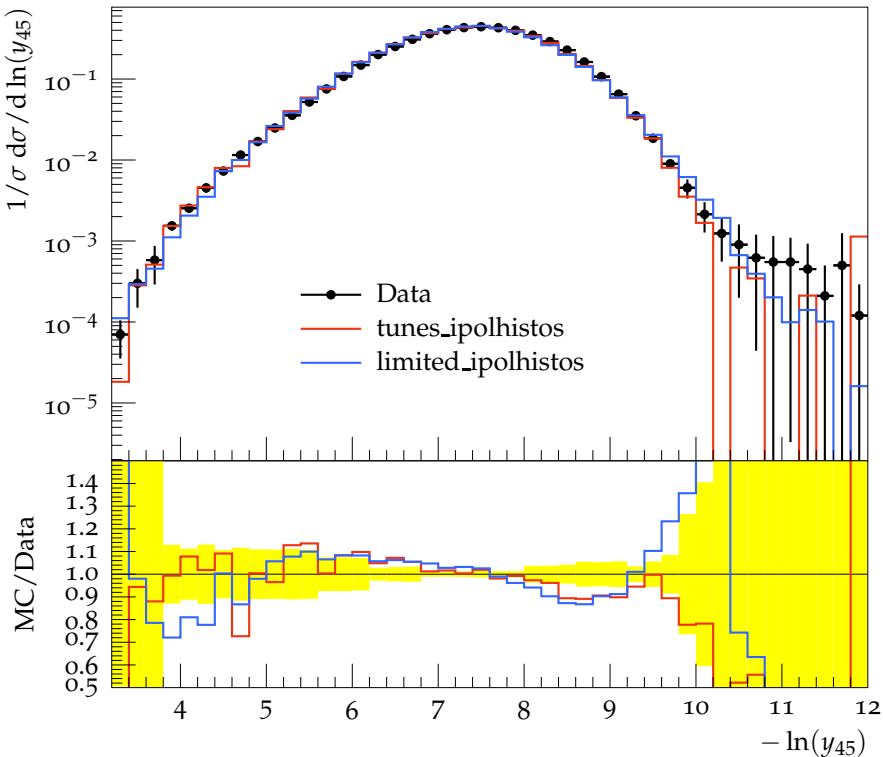 1/σ dσ/d ln(y45)
10−1
10−2
10−3
10−4
10−5
Data
tunes_ipolhistos
limited_ipolhistos
MC/Data
1.4
1.3
1.2
1.1
1.0
0.9
0.8
0.7
0.6
0.5
4 5 6 7 8 9 10 11 12
− ln(y45)